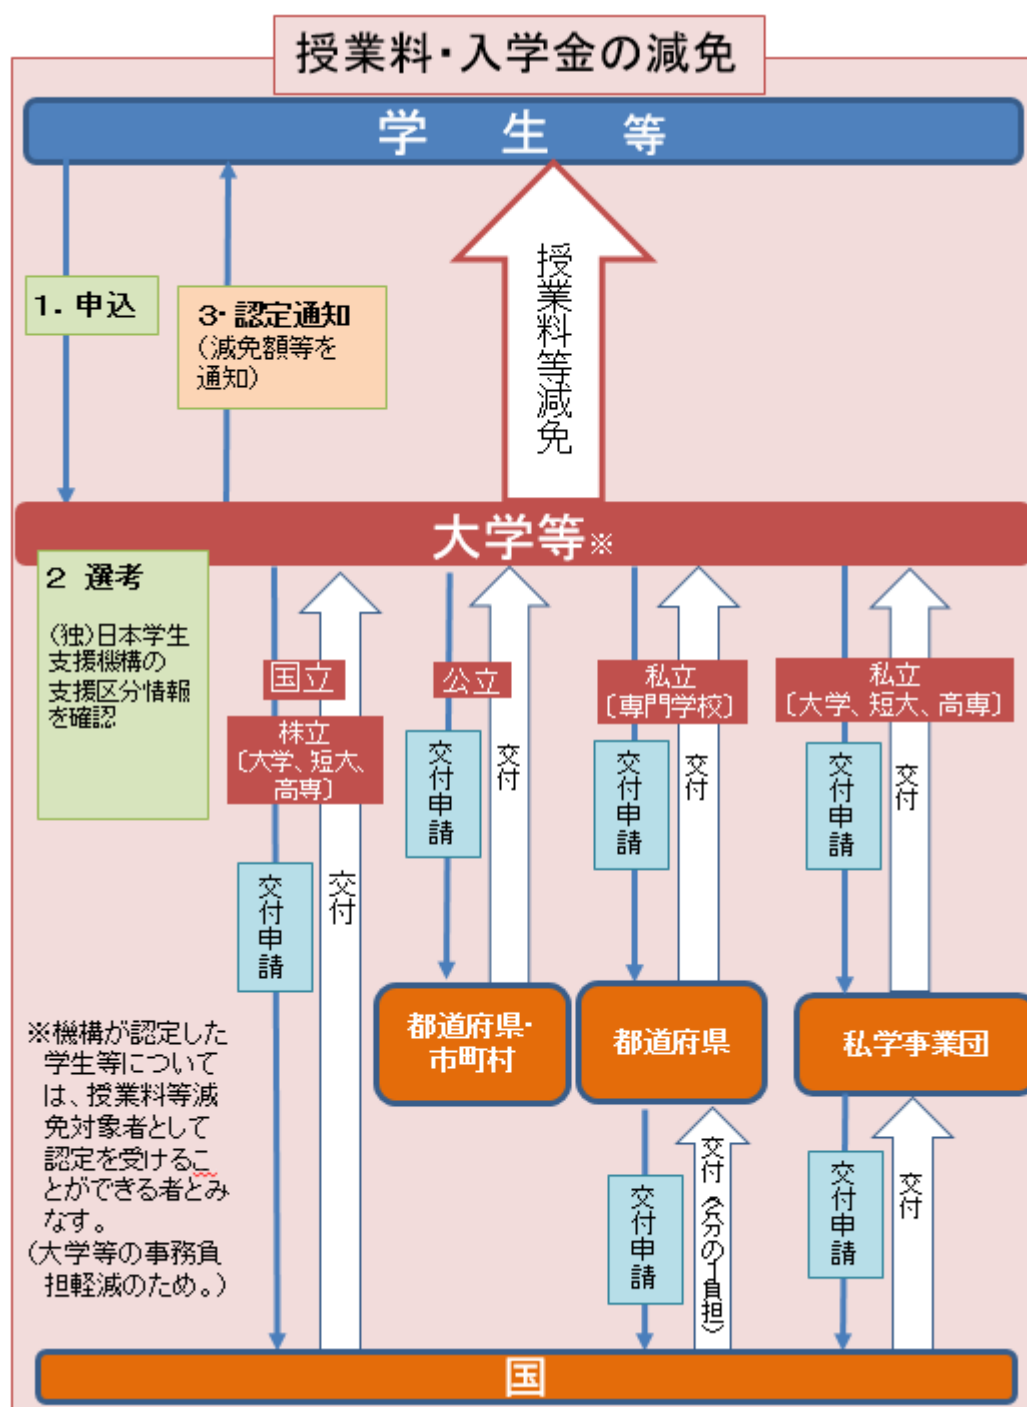 授業料・入学金の減免
学 生 等
1. 申込
3・認定通知
（減免額等を
通知）
授業料等減免
大学等※
2 選考
（独）日本学生
支援機構の
支援区分情報
を確認
国立
株立
〔大学、短大、
高専〕
交付申請
交付
公立
交付申請
交付
私立
〔専門学校〕
交付申請
交付
私立
〔大学、短大、高専〕
交付申請
交付
都道府県・
市町村
都道府県
私学事業団
※機構が認定した
学生等について
は、授業料等減
免対象者として
認定を受けるこ
とができる者とみ
なす。
（大学等の事務負
担軽減のため。）
交付申請
交付（2分の1負担）
交付申請
交付
国